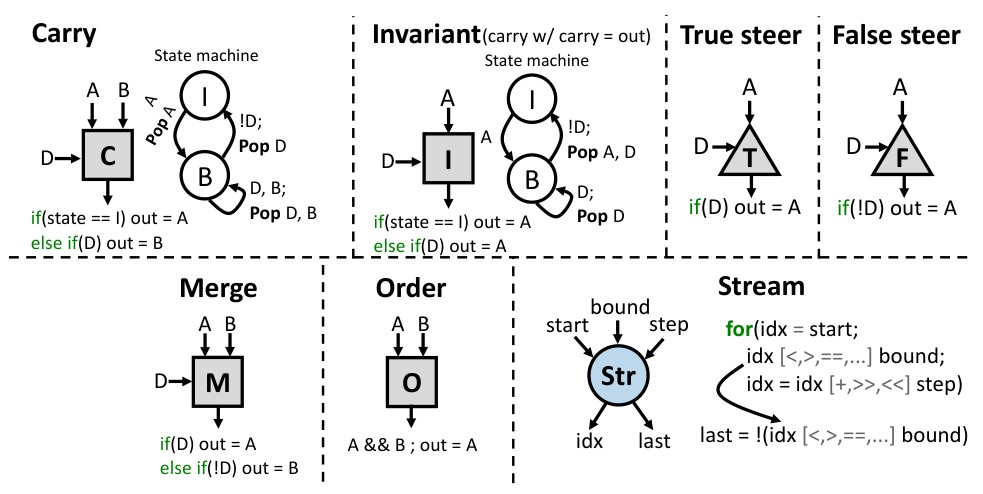 Carry
State machine
A B
D
C
A
Pop A
I
!D;
Pop D
B
D, B;
Pop D, B
if(state == I) out = A
else if(D) out = B
Invariant(carry w/ carry = out)
State machine
A
D
I
A
I
!D;
Pop A, D
B
D;
Pop D
if(state == I) out = A
else if(D) out = A
True steer
A
D
T
if(D) out = A
False steer
A
D
F
if(!D) out = A
Merge
A B
D
M
if(D) out = A
else if(!D) out = B
Order
A B
O
A && B ; out = A
Stream
bound
start
step
Str
idx
last
for(idx = start;
idx [<,>,==,...] bound;
idx = idx [+,>>,<<] step)
last = !(idx [<,>,==,...] bound)